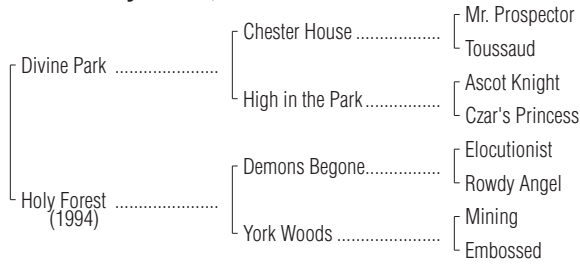 Mr. Prospector
Chester House ..................
Toussaud
Divine Park ......................
Ascot Knight
High in the Park................
Czar's Princess
Elocutionist
Demons Begone................
Rowdy Angel
Holy Forest ......................
(1994)
Mining
York Woods ......................
Embossed